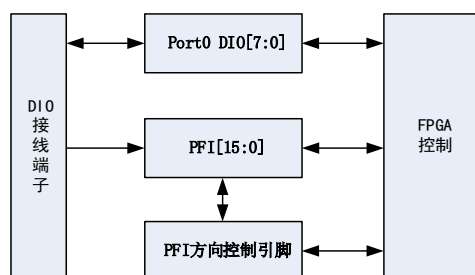 Port0 DIO[7:0]
DIO
接
线
端
子
PFI[15:0]
FPGA
控制
PFI方向控制引脚